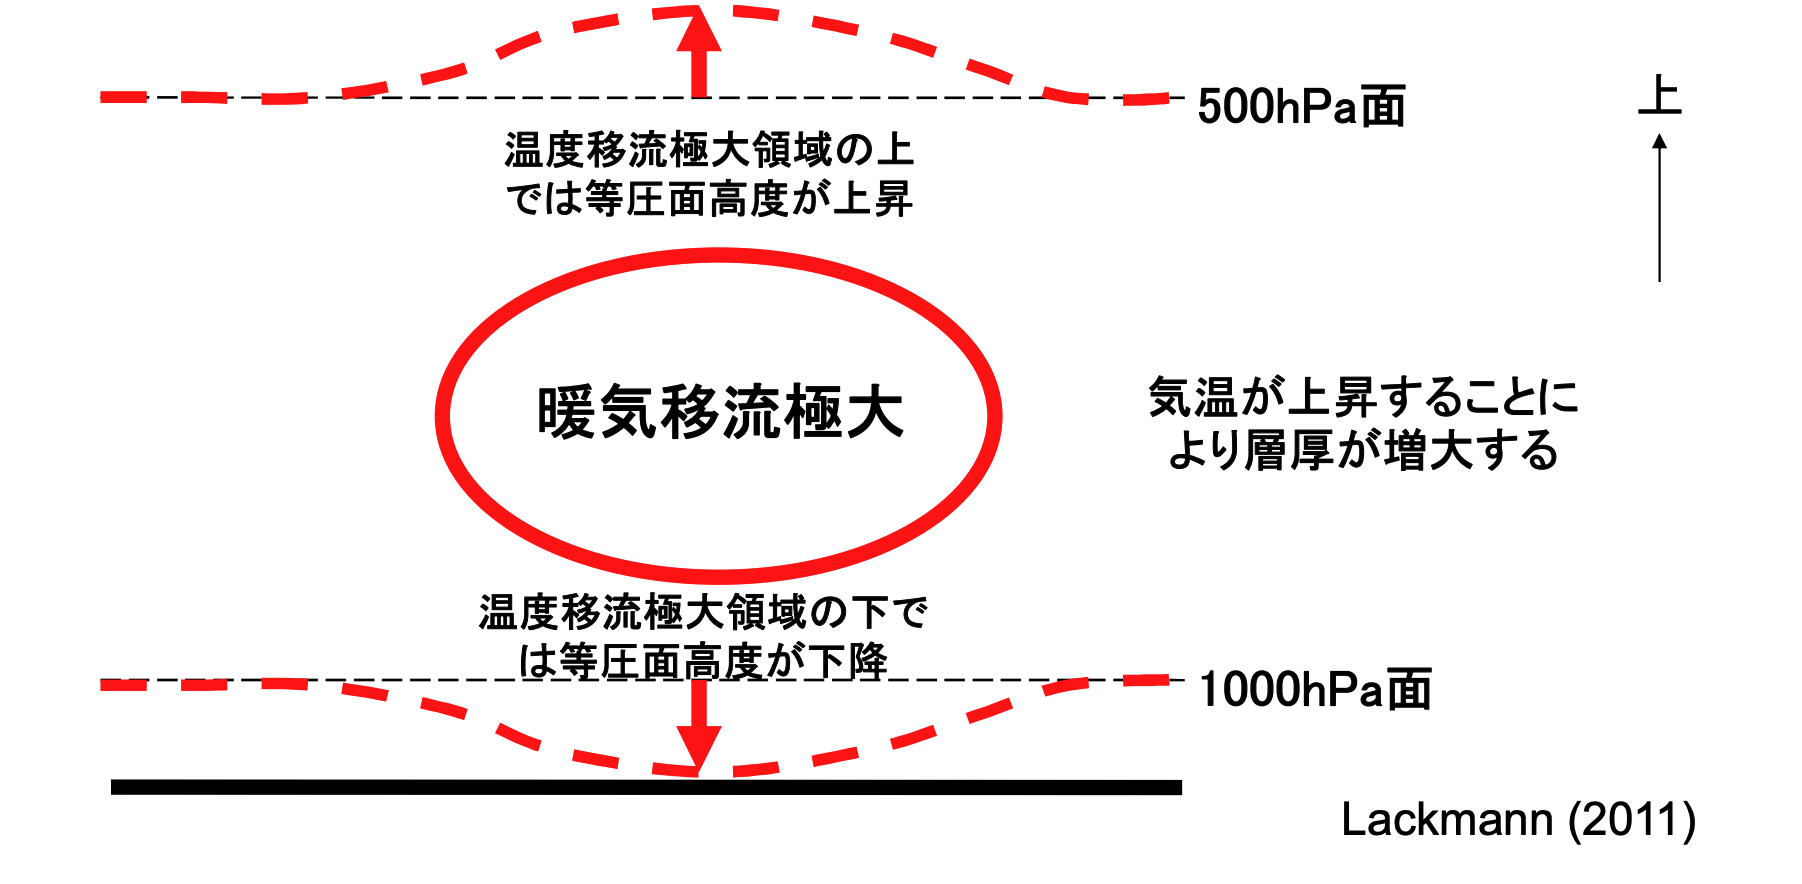 500hPa面
上
温度移流極大領域の上
では等圧面高度が上昇
暖気移流極大
気温が上昇することに
より層厚が増大する
温度移流極大領域の下で
は等圧面高度が下降
1000hPa面
Lackmann (2011)